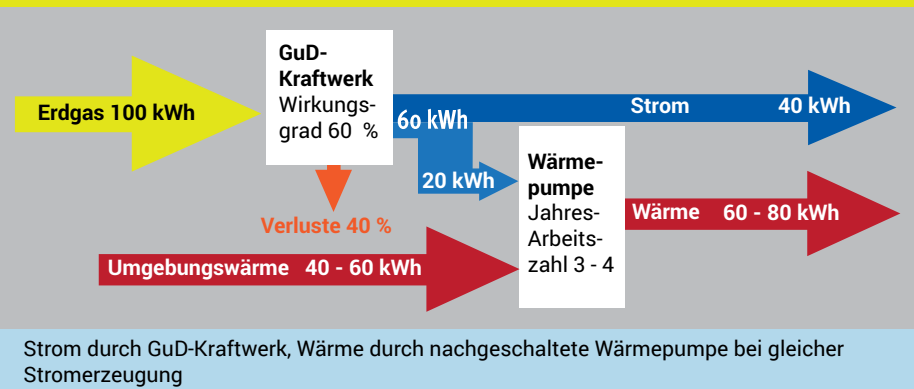 GuD-
Kraftwerk
Wirkungs-
grad 60 %
Erdgas 100 kWh
60 kWh
Strom 40 kWh
20 kWh
Verluste 40 %
Wärme-
pumpe
Jahres-
Arbeits-
zahl 3 - 4
Wärme 60 - 80 kWh
Umgebungswärme 40 - 60 kWh
Strom durch GuD-Kraftwerk, Wärme durch nachgeschaltete Wärmepumpe bei gleicher
Stromerzeugung